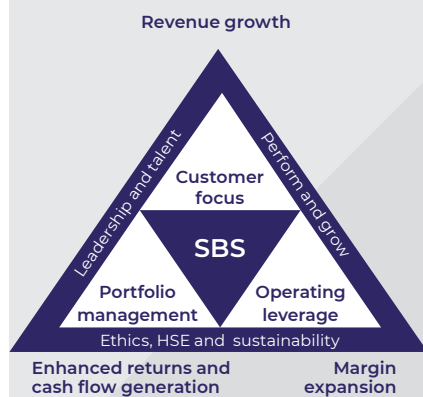 Revenue growth
Leadership and talent
Perform and grow
Customer
focus
SBS
Portfolio
management
Operating
leverage
Ethics, HSE and sustainability
Enhanced returns and
cash flow generation
Margin
expansion